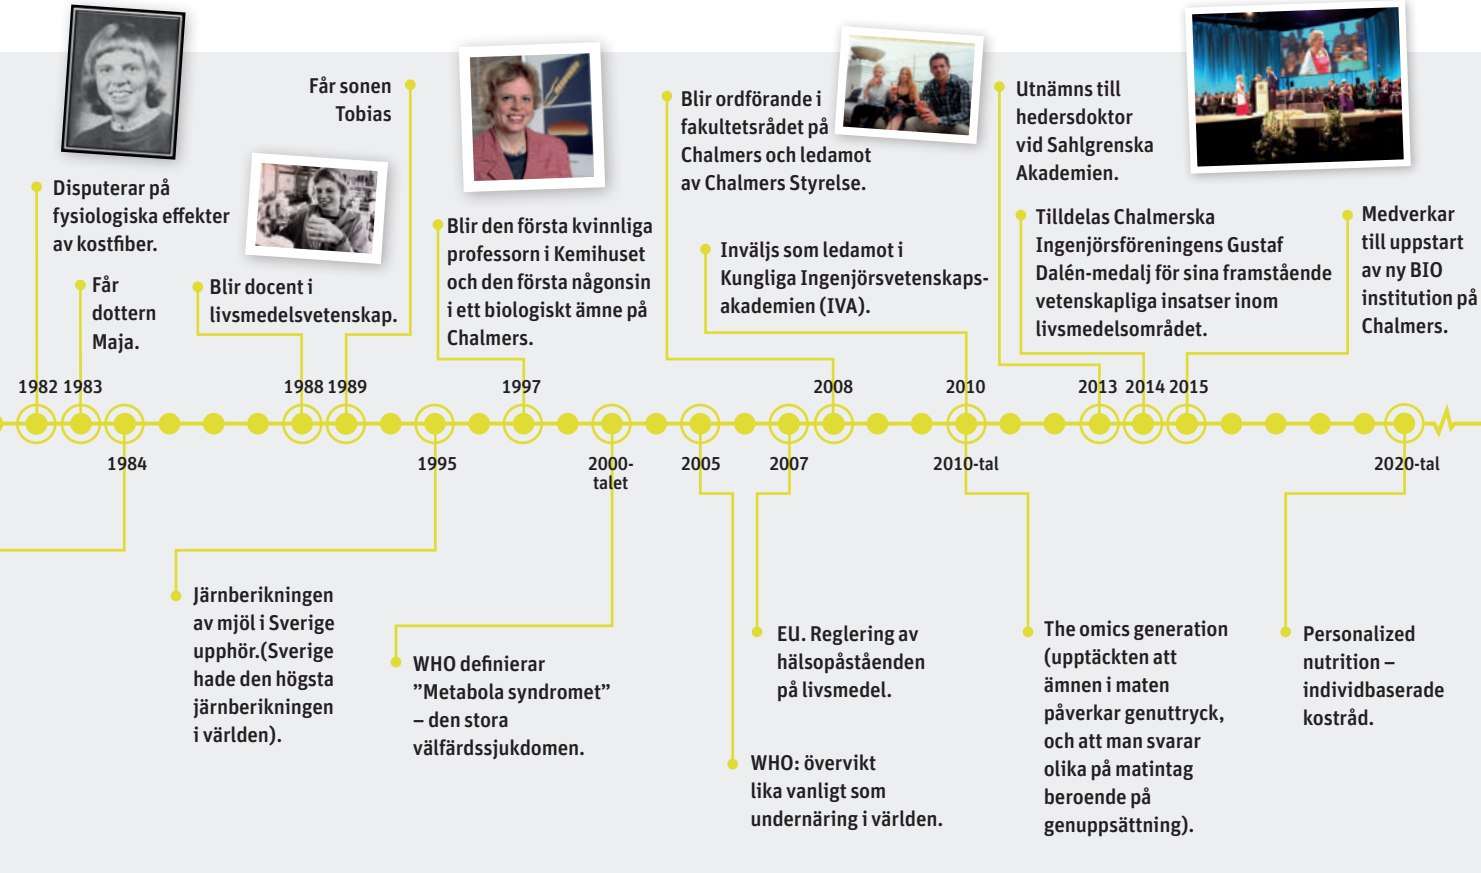 Får sonen
Tobias
Disputerar på
fysiologiska effekter
av kostfiber.
Får
dottern
Maja.
Blir docent i
livsmedelsvetenskap.
Blir den första kvinnliga
professorn i Kemihuset
och den första någonsin
i ett biologiskt ämne på
Chalmers.
Blir ordförande i
fakultetsrådet på
Chalmers och ledamot
av Chalmers Styrelse.
Inväljs som ledamot i
Kungliga Ingenjörsvetenskaps-
akademien (IVA).
Utnämns till
hedersdoktor
vid Sahlgrenska
Akademien.
Tilldelas Chalmerska
Ingenjörsföreningens Gustaf
Dalén-medalj för sina framstående
vetenskapliga insatser inom
livsmedelsområdet.
Medverkar
till uppstart
av ny BIO
institution på
Chalmers.
1982 1983 1988 1989 1997 2008 2010 2013 2014 2015
1984 1995 2000- 2005 2007 2010-tal 2020-tal
talet
Järnberikningen
av mjöl i Sverige
upphör.(Sverige
hade den högsta
järnberikningen
i världen).
WHO definierar
”Metabola syndromet”
– den stora
välfärdssjukdomen.
WHO: övervikt
lika vanligt som
undernäring i världen.
EU. Reglering av
hälsopåståenden
på livsmedel.
The omics generation
(upptäckten att
ämnen i maten
påverkar genuttryck,
och att man svarar
olika på matintag
beroende på
genuppsättning).
Personalized
nutrition –
individbaserade
kostråd.